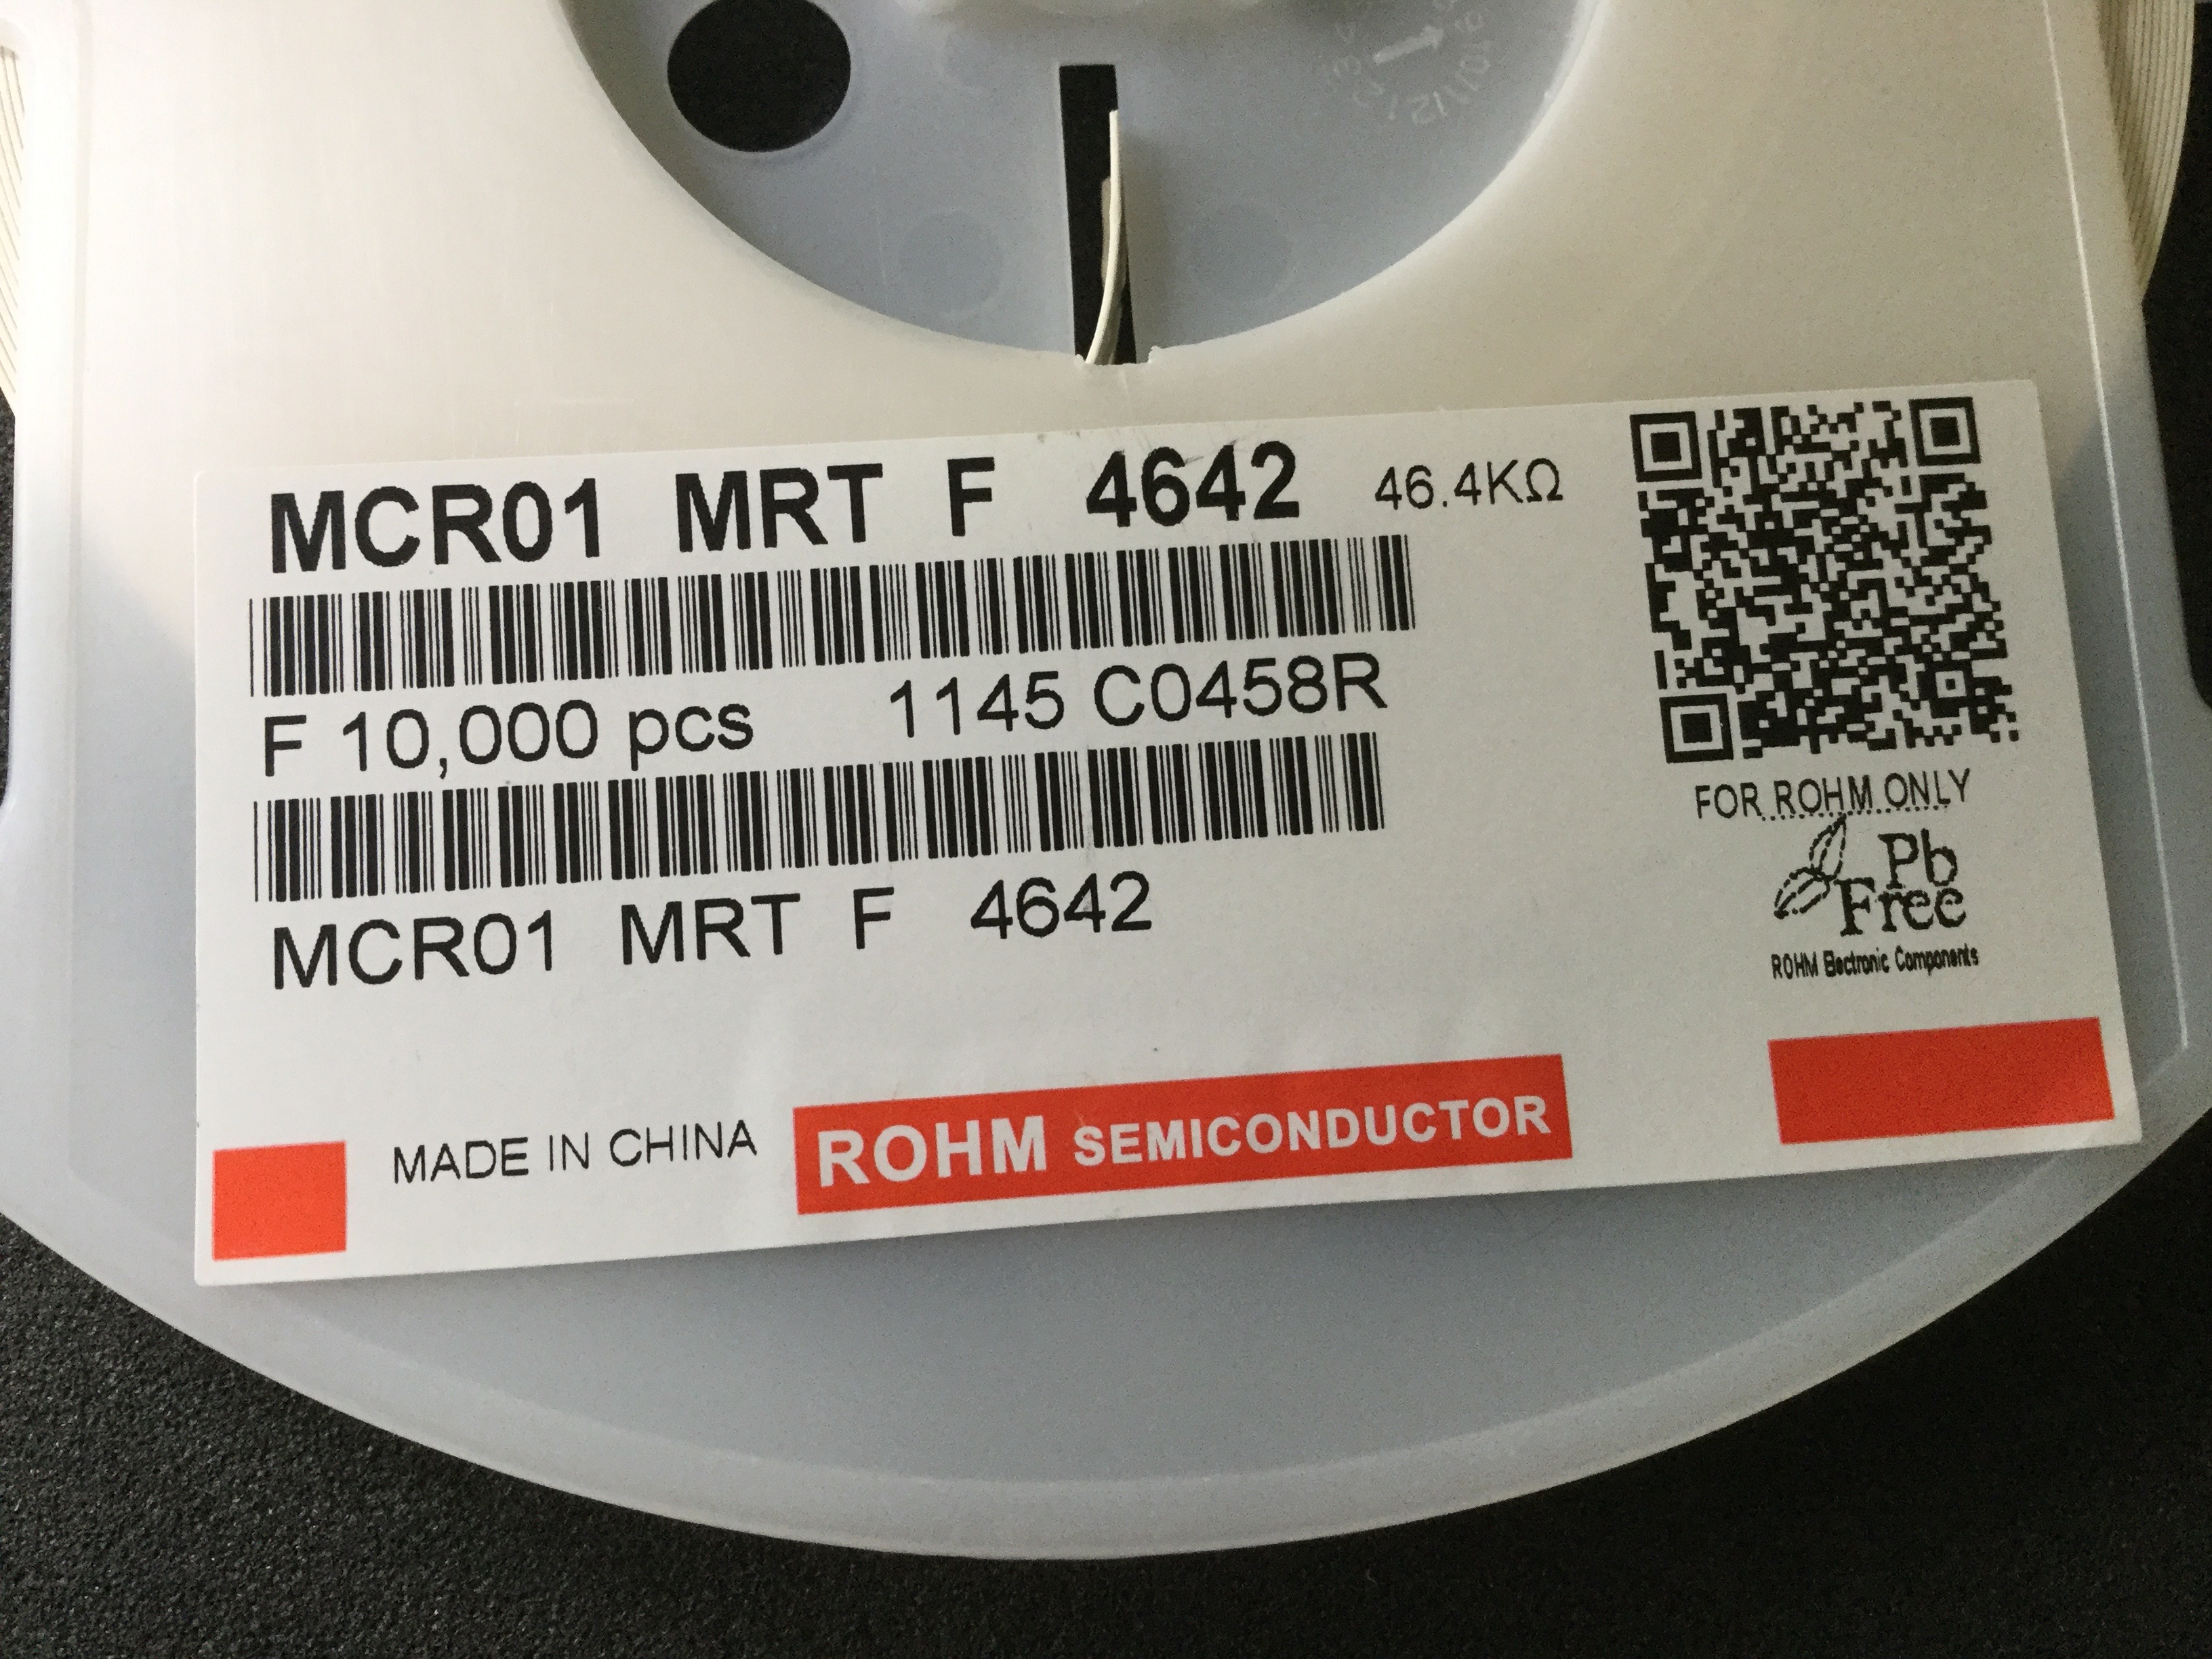 MCR01 MRT F 4642 46.4KΩ
F 10,000 pcs 1145 C0458R
MCR01 MRT F 4642
FOR ROHM ONLY
Pb
Free
ROHM Electronic Components
MADE IN CHINA ROHM SEMICONDUCTOR